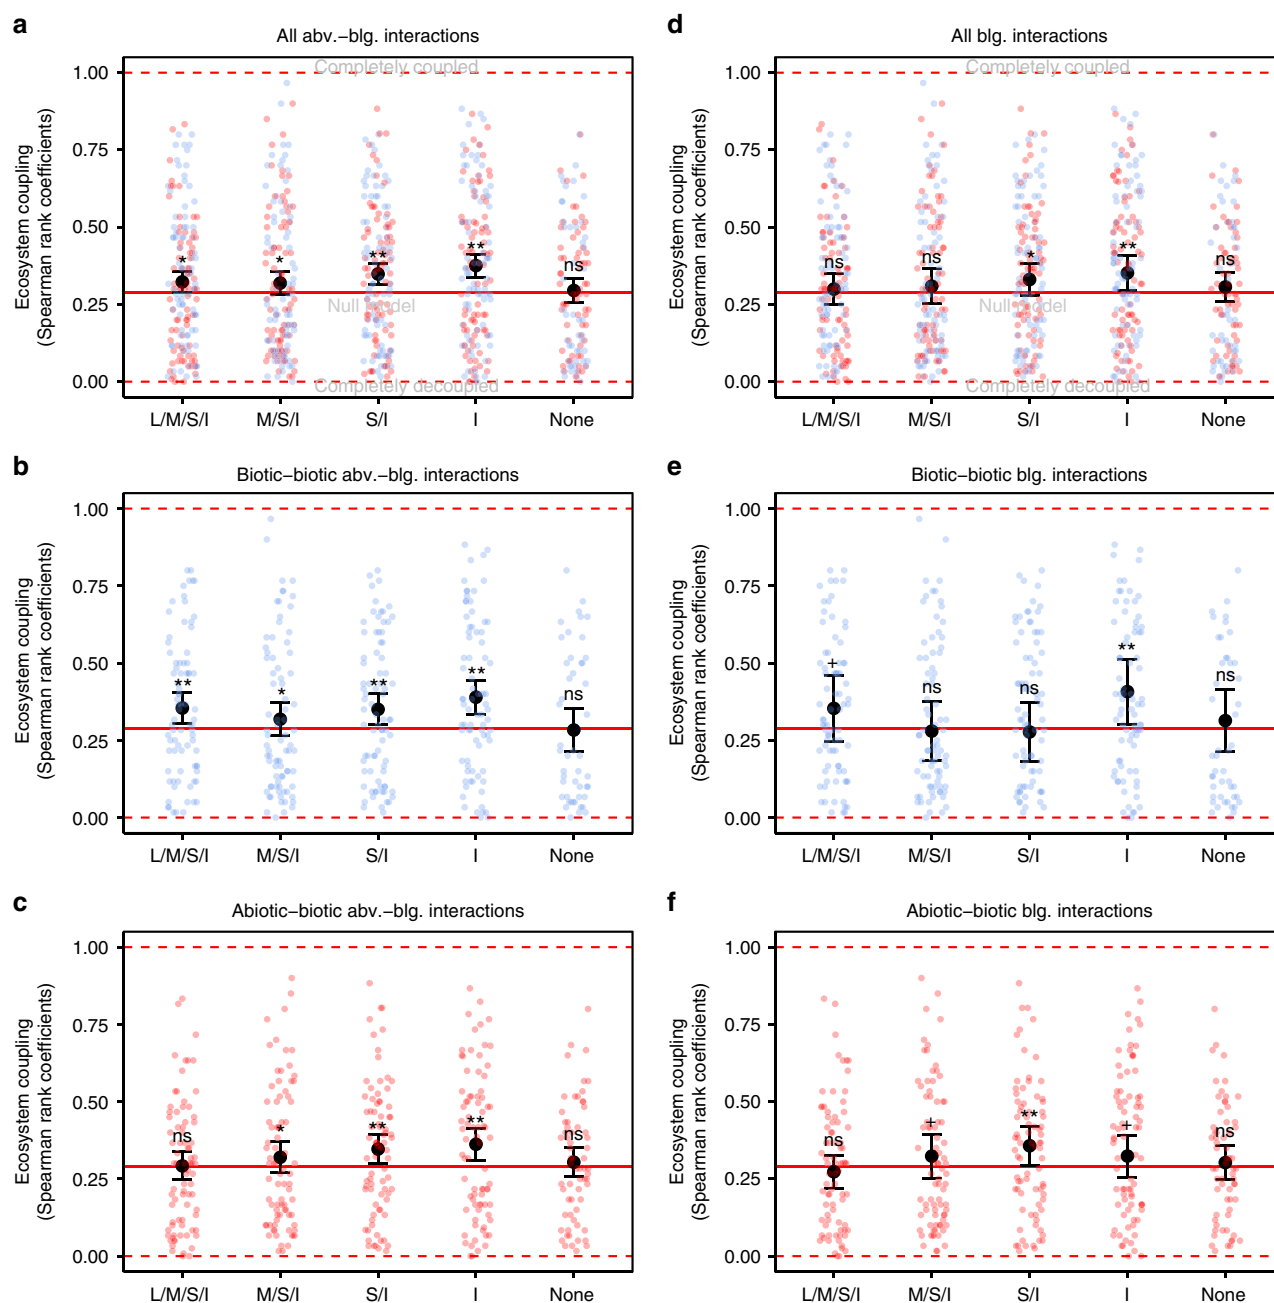 a
All abv.−blg. interactions
Ecosystem coupling
(Spearman rank coefficients)
1.00
0.75
0.50
0.25
0.00
Completely coupled
Null model
Completely decoupled
* * ** ** ns
L/M/S/I M/S/I S/I I None
d
All blg. interactions
Ecosystem coupling
(Spearman rank coefficients)
1.00
0.75
0.50
0.25
0.00
Completely coupled
Null model
Completely decoupled
ns ns * ** ns
L/M/S/I M/S/I S/I I None
b
Biotic−biotic abv.−blg. interactions
Ecosystem coupling
(Spearman rank coefficients)
1.00
0.75
0.50
0.25
0.00
** * ** ** ns
L/M/S/I M/S/I S/I I None
e
Biotic−biotic blg. interactions
Ecosystem coupling
(Spearman rank coefficients)
1.00
0.75
0.50
0.25
0.00
+ ns ns ** ns
L/M/S/I M/S/I S/I I None
c
Abiotic−biotic abv.−blg. interactions
Ecosystem coupling
(Spearman rank coefficients)
1.00
0.75
0.50
0.25
0.00
ns * ** ** ns
L/M/S/I M/S/I S/I I None
f
Abiotic−biotic blg. interactions
Ecosystem coupling
(Spearman rank coefficients)
1.00
0.75
0.50
0.25
0.00
ns + ** + ns
L/M/S/I M/S/I S/I I None